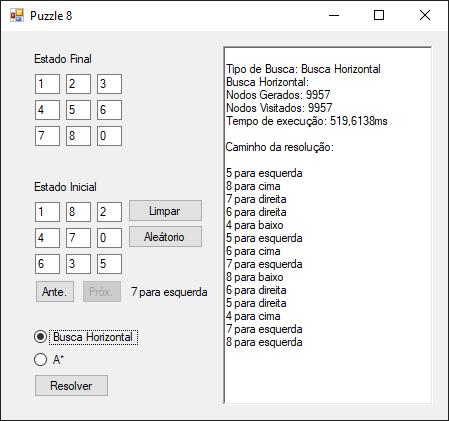 Puzzle 8
Estado Final
1 2 3
4 5 6
7 8 0
Estado Inicial
1 8 2
4 7 0
6 3 5
Limpar
Aleátorio
Ante.
Próx.
7 para esquerda
Busca Horizontal
A*
Resolver
Tipo de Busca: Busca Horizontal
Busca Horizontal:
Nodos Gerados: 9957
Nodos Visitados: 9957
Tempo de execução: 519,6138ms
Caminho da resolução:
5 para esquerda
8 para cima
7 para direita
6 para direita
4 para baixo
5 para esquerda
6 para cima
7 para esquerda
8 para baixo
6 para direita
5 para direita
4 para cima
7 para esquerda
8 para esquerda